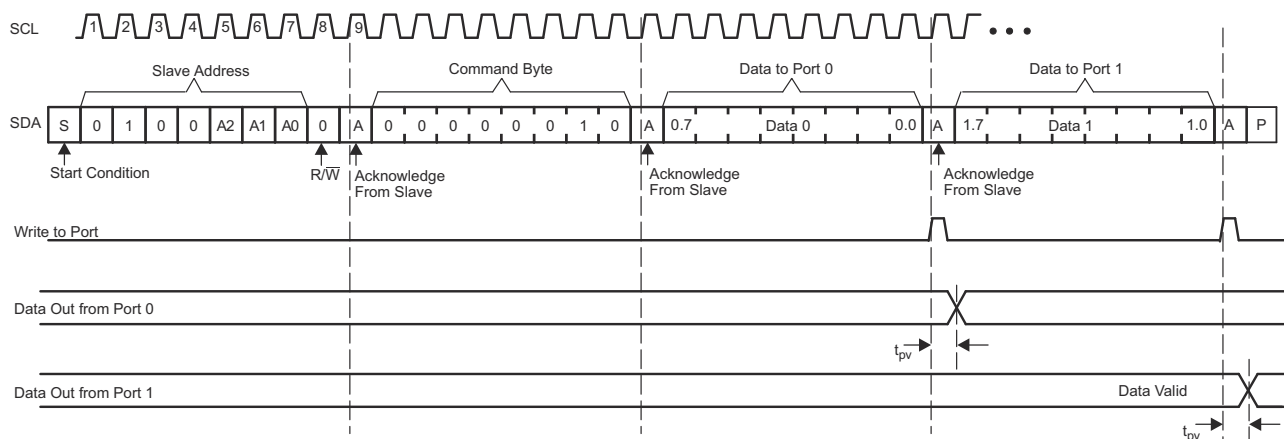 SCL 1 2 3 4 5 6 7 8 9
Slave Address Command Byte Data to Port 0 Data to Port 1
SDA S 0 1 0 0 A2 A1 A0 0 A 0 0 0 0 0 0 1 0 A 0.7 Data 0 0.0 A 1.7 Data 1 1.0 A P
Start Condition R/W̅ Acknowledge From Slave Acknowledge From Slave Acknowledge From Slave
Write to Port
Data Out from Port 0
tpv
Data Out from Port 1 Data Valid
tpv